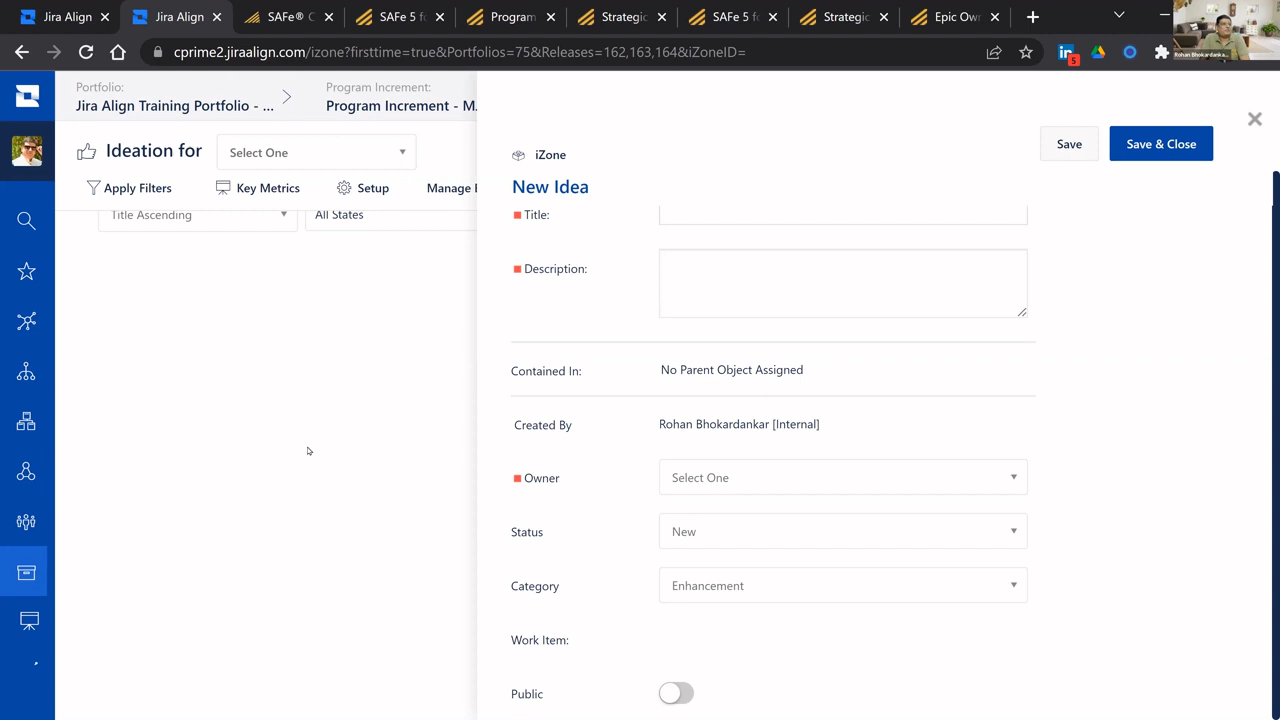 Jira Align
Jira Align
SAFe® C
SAFe 5 f
Program
Strategic
Strategic
Epic Own
cprime2.jiraalign.com/izone?firsttime=true&Portfolios=75&Releases=162,163,164&iZoneID=
5
Rohan Bhokardanka...
Portfolio:
Jira Align Training Portfolio - ...
Program Increment:
Program Increment - M
Ideation for
Select One
Apply Filters
Key Metrics
Setup
Manage
Title Ascending
All States
iZone
New Idea
Save
Save & Close
Title:
Description:
Contained In:
No Parent Object Assigned
Created By
Rohan Bhokardankar [Internal]
Owner
Select One
Status
New
Category
Enhancement
Work Item:
Public